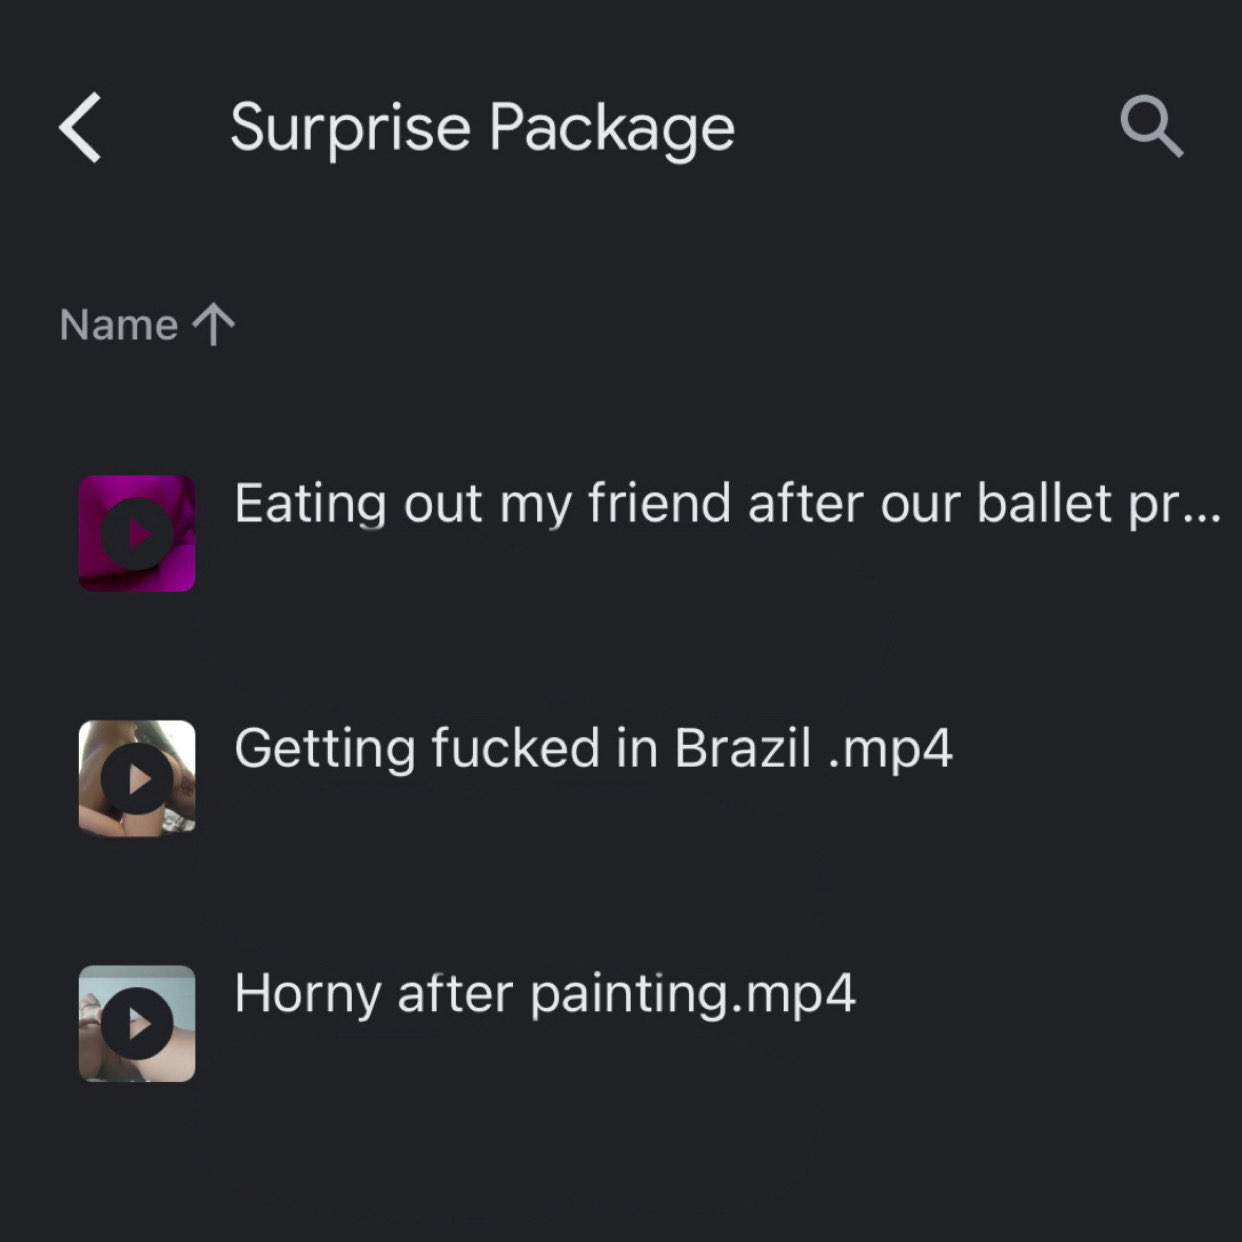 Surprise Package
Name
Eating out my friend after our ballet pr...
Getting fucked in Brazil .mp4
Horny after painting.mp4